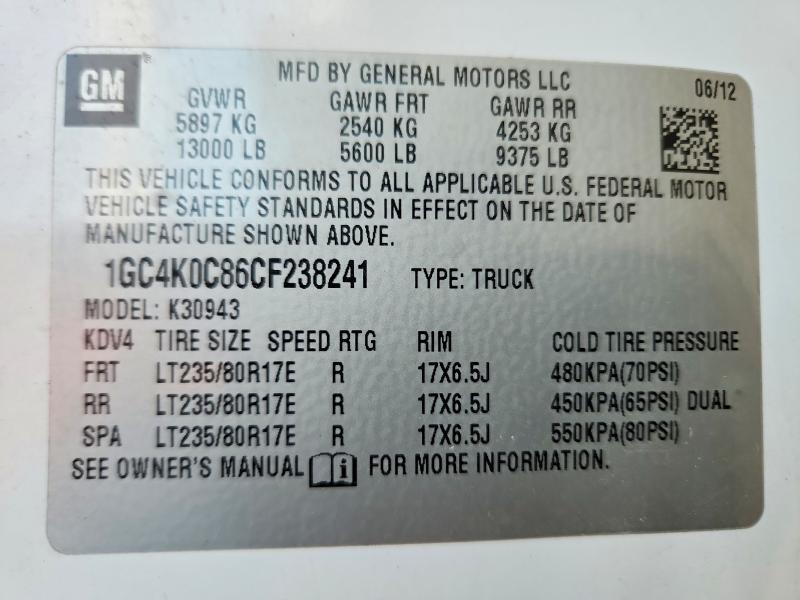 GM
MFD BY GENERAL MOTORS LLC
06/12
GVWR GAWR FRT GAWR RR
5897 KG 2540 KG 4253 KG
13000 LB 5600 LB 9375 LB
THIS VEHICLE CONFORMS TO ALL APPLICABLE U.S. FEDERAL MOTOR
VEHICLE SAFETY STANDARDS IN EFFECT ON THE DATE OF
MANUFACTURE SHOWN ABOVE.
1GC4K0C86CF238241 TYPE: TRUCK
MODEL: K30943
KDV4 TIRE SIZE SPEED RTG RIM COLD TIRE PRESSURE
FRT LT235/80R17E R 17X6.5J 480KPA(70PSI)
RR LT235/80R17E R 17X6.5J 450KPA(65PSI) DUAL
SPA LT235/80R17E R 17X6.5J 550KPA(80PSI)
SEE OWNER'S MANUAL i FOR MORE INFORMATION.